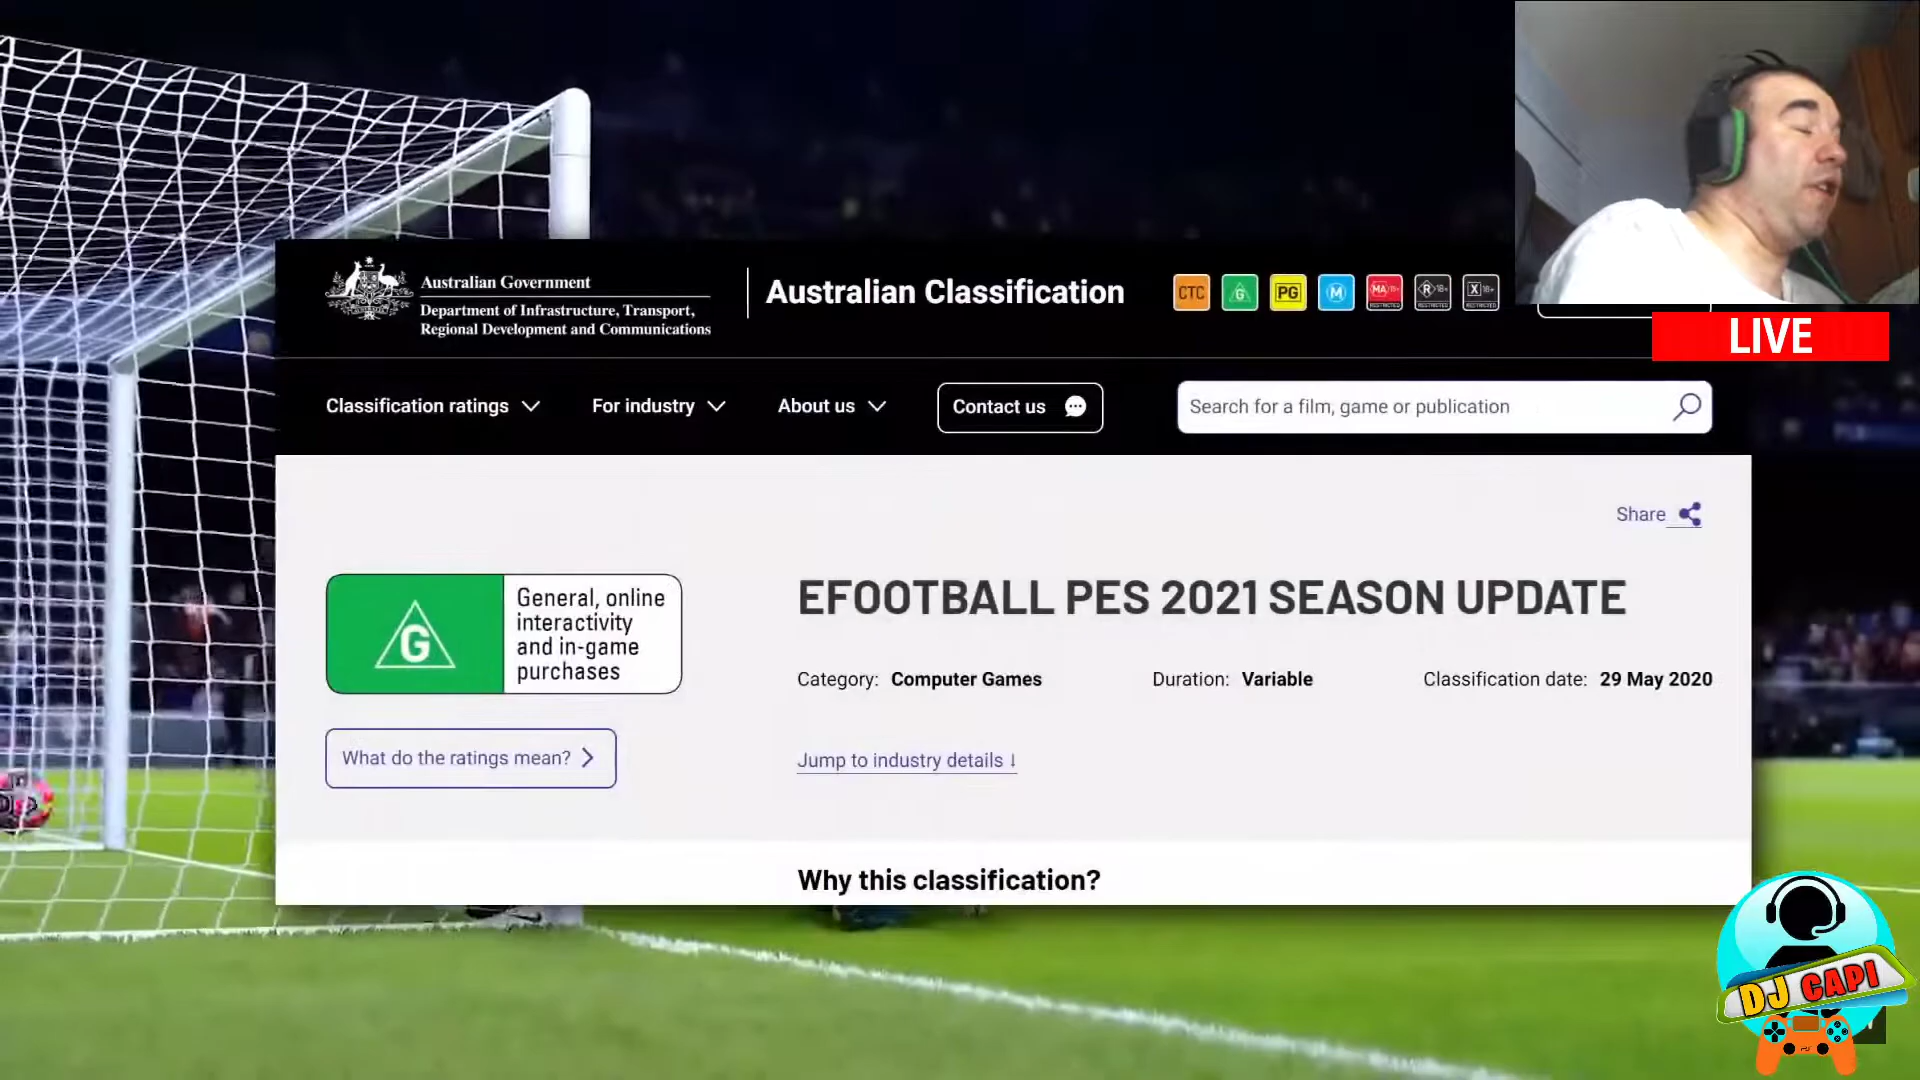 Australian Government
Department of Infrastructure, Transport,
Regional Development and Communications
Australian Classification
CTC
G
PG
M
MA 15+
R 18+
X 18+
LIVE
Classification ratings
For industry
About us
Contact us
Search for a film, game or publication
Share
G
General, online
interactivity
and in-game
purchases
EFOOTBALL PES 2021 SEASON UPDATE
Category: Computer Games
Duration: Variable
Classification date: 29 May 2020
What do the ratings mean?
Jump to industry details ↓
Why this classification?
DJ CAPI